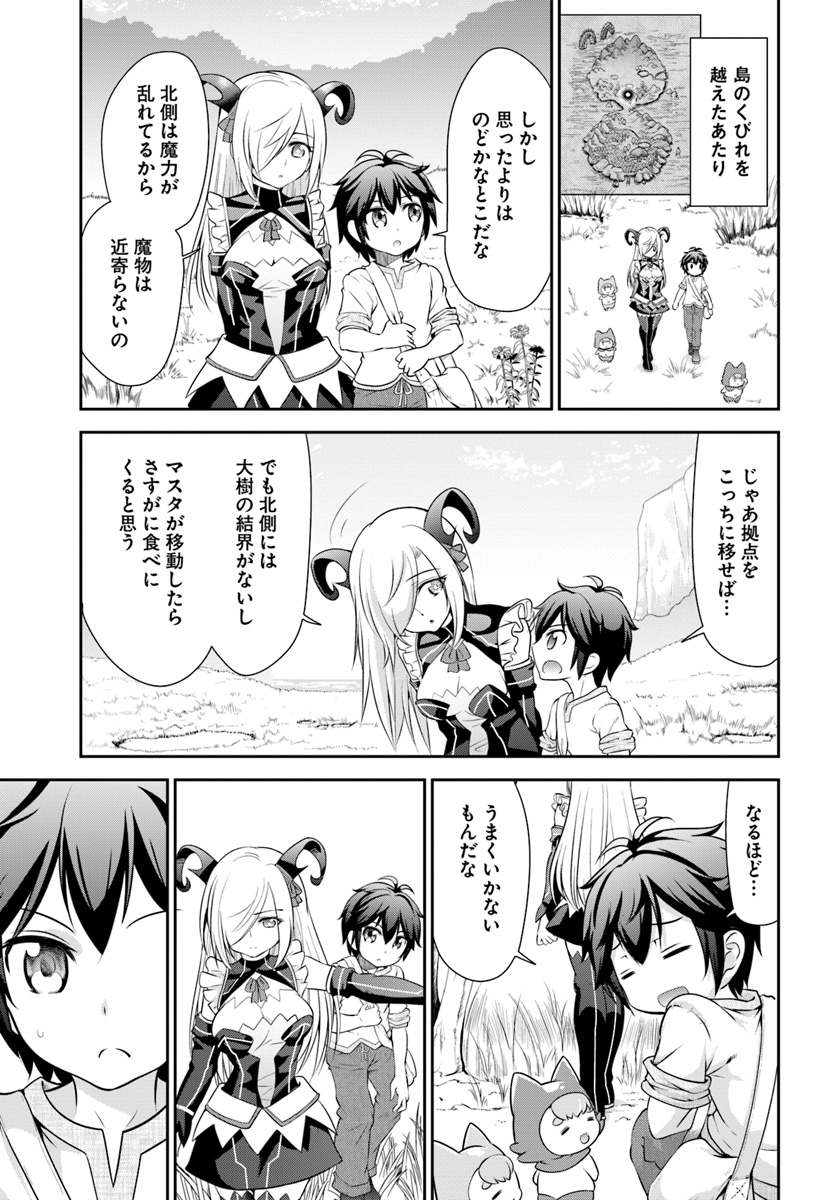 島のくびれを
越えたあたり
しかし
思ったよりは
のどかなとこだな
北側は魔力が
乱れてるから
魔物は
近寄らないの
じゃあ拠点を
こっちに移せば…
でも北側には
大樹の結界がないし
マスタが移動したら
さすがに食べに
くると思う
なるほど…
うまくいかない
もんだな